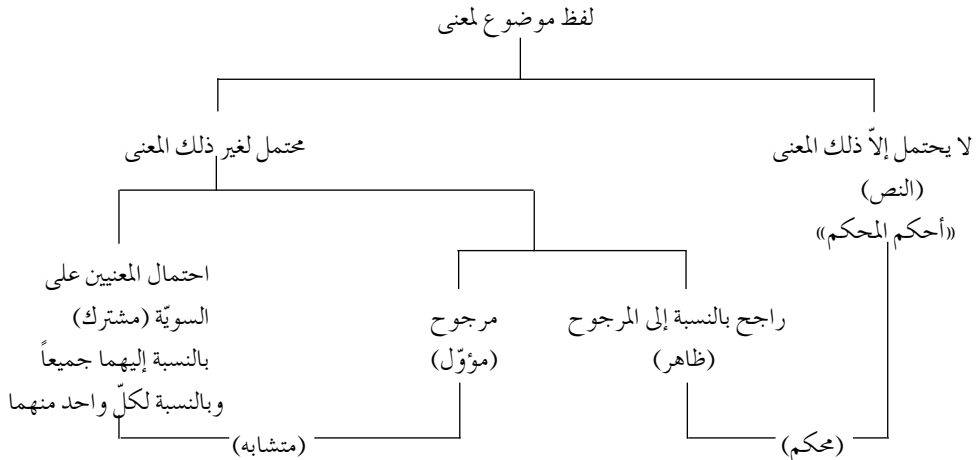 لفظ موضوع لمعنى
لا يحتمل إلاّ ذلك المعنى
(النص)
«أحكم المحكم»
محتمل لغير ذلك المعنى
راجح بالنسبة إلى المرجوح
(ظاهر)
مرجوح
(مؤوّل)
احتمال المعنيين على
السويّة (مشترك)
بالنسبة إليهما جميعاً
وبالنسبة لكلّ واحد منهما
(محكم)
(متشابه)